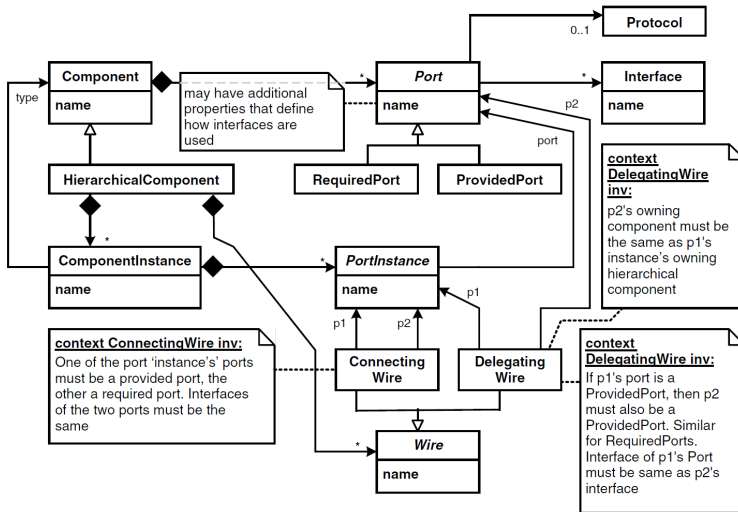 Protocol
0..1
Component
name
*
Port
name
*
Interface
name
type
may have additional
properties that define
how interfaces are
used
p2
port
HierarchicalComponent
RequiredPort
ProvidedPort
context
DelegatingWire
inv:
p2's owning
component must be
the same as p1's
instance's owning
hierarchical
component
*
ComponentInstance
name
*
PortInstance
name
p1
p2
p1
context ConnectingWire inv:
One of the port ‘instance’s’ ports
must be a provided port, the
other a required port. Interfaces
of the two ports must be the
same
Connecting
Wire
Delegating
Wire
context
DelegatingWire inv:
If p1's port is a
ProvidedPort, then p2
must also be a
ProvidedPort. Similar
for RequiredPorts.
Interface of p1's Port
must be same as p2's
interface
*
Wire
name